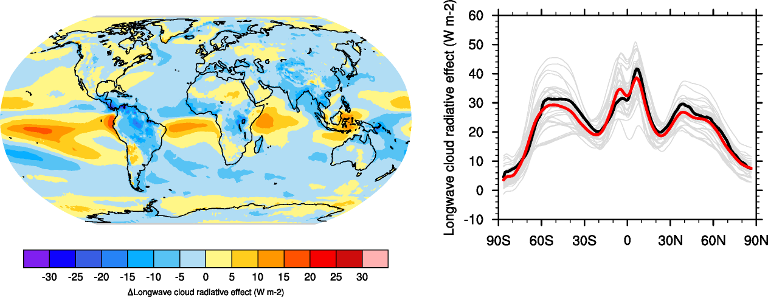 -30 -25 -20 -15 -10 -5 0 5 10 15 20 25 30
ΔLongwave cloud radiative effect (W m-2)
Longwave cloud radiative effect (W m-2)
60
50
40
30
20
10
0
-10
90S 60S 30S 0 30N 60N 90N